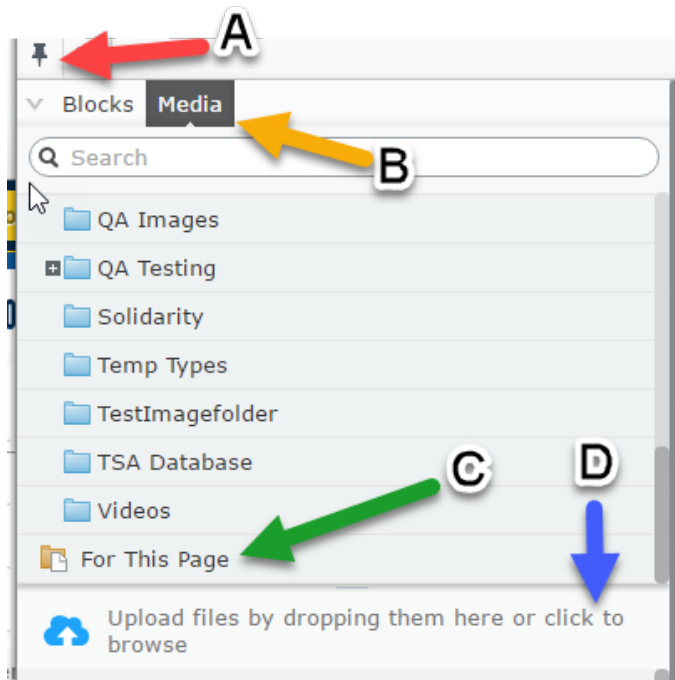 A
Blocks Media
B
Search
QA Images
QA Testing
Solidarity
Temp Types
TestImagefolder
TSA Database
C
D
Videos
For This Page
Upload files by dropping them here or click to
browse